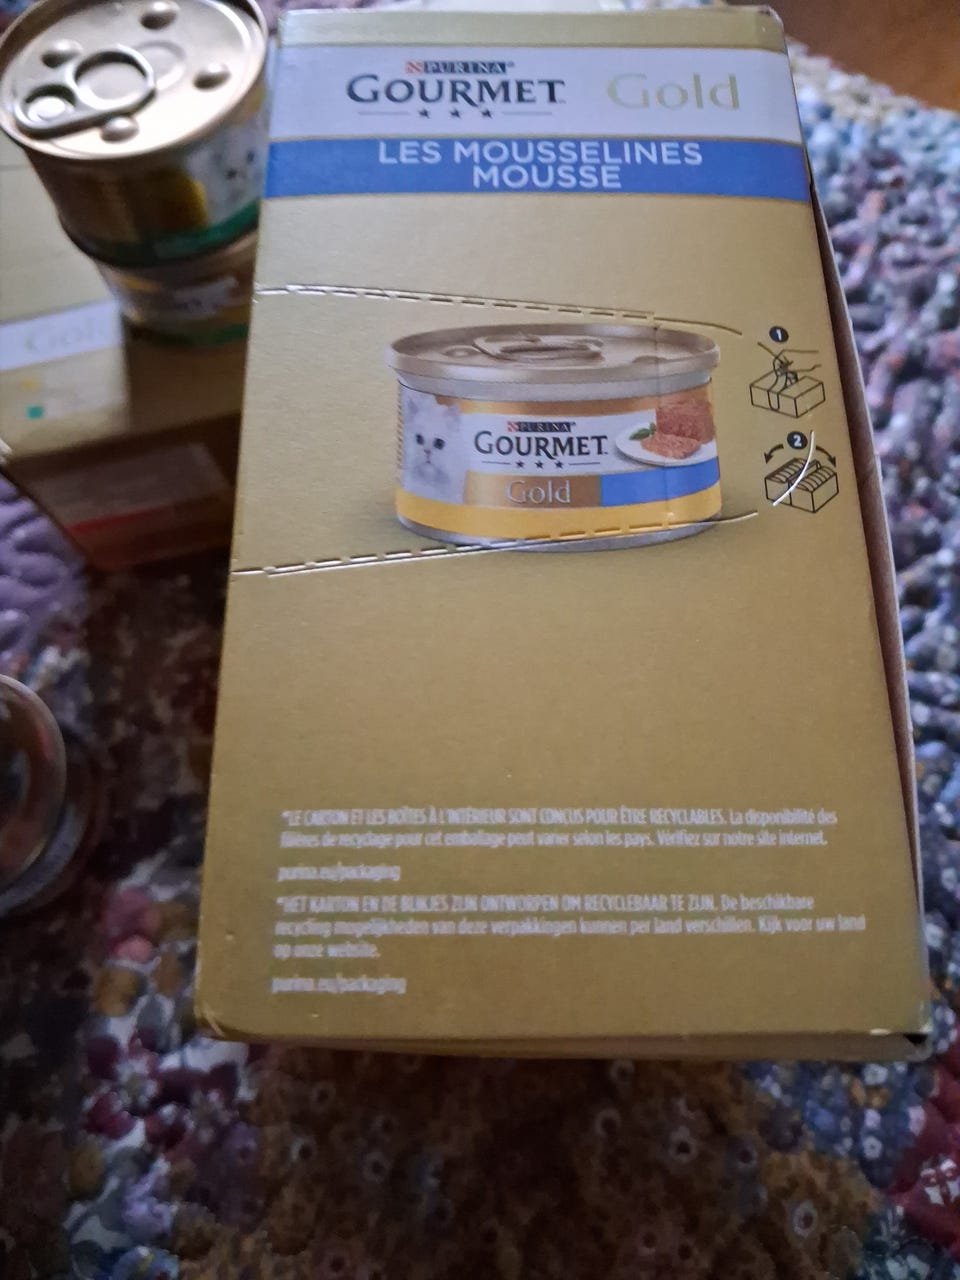 PURINA®
GOURMET
Gold
LES MOUSSELINES
MOUSSE
1
PURINA®
GOURMET
Gold
2
Gold
*LE CARTON ET LES BOÎTES À L'INTÉRIEUR SONT CONÇUS POUR ÊTRE RECYCLABLES. La disponibilité des
filières de recyclage pour cet emballage peut varier selon les pays. Vérifiez sur notre site internet.
purina.eu/packaging
*HET KARTON EN DE BLIKJES ZIJN ONTWORPEN OM RECYCLEBAAR TE ZIJN. De beschikbare
recycling mogelijkheden van deze verpakkingen kunnen per land verschillen. Kijk voor uw land
op onze website.
purina.eu/packaging